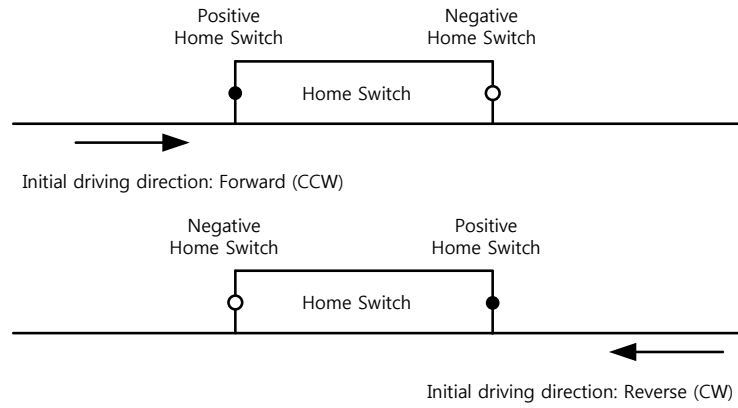 Positive
Home Switch
Negative
Home Switch
Home Switch
Initial driving direction: Forward (CCW)
Negative
Home Switch
Positive
Home Switch
Home Switch
Initial driving direction: Reverse (CW)